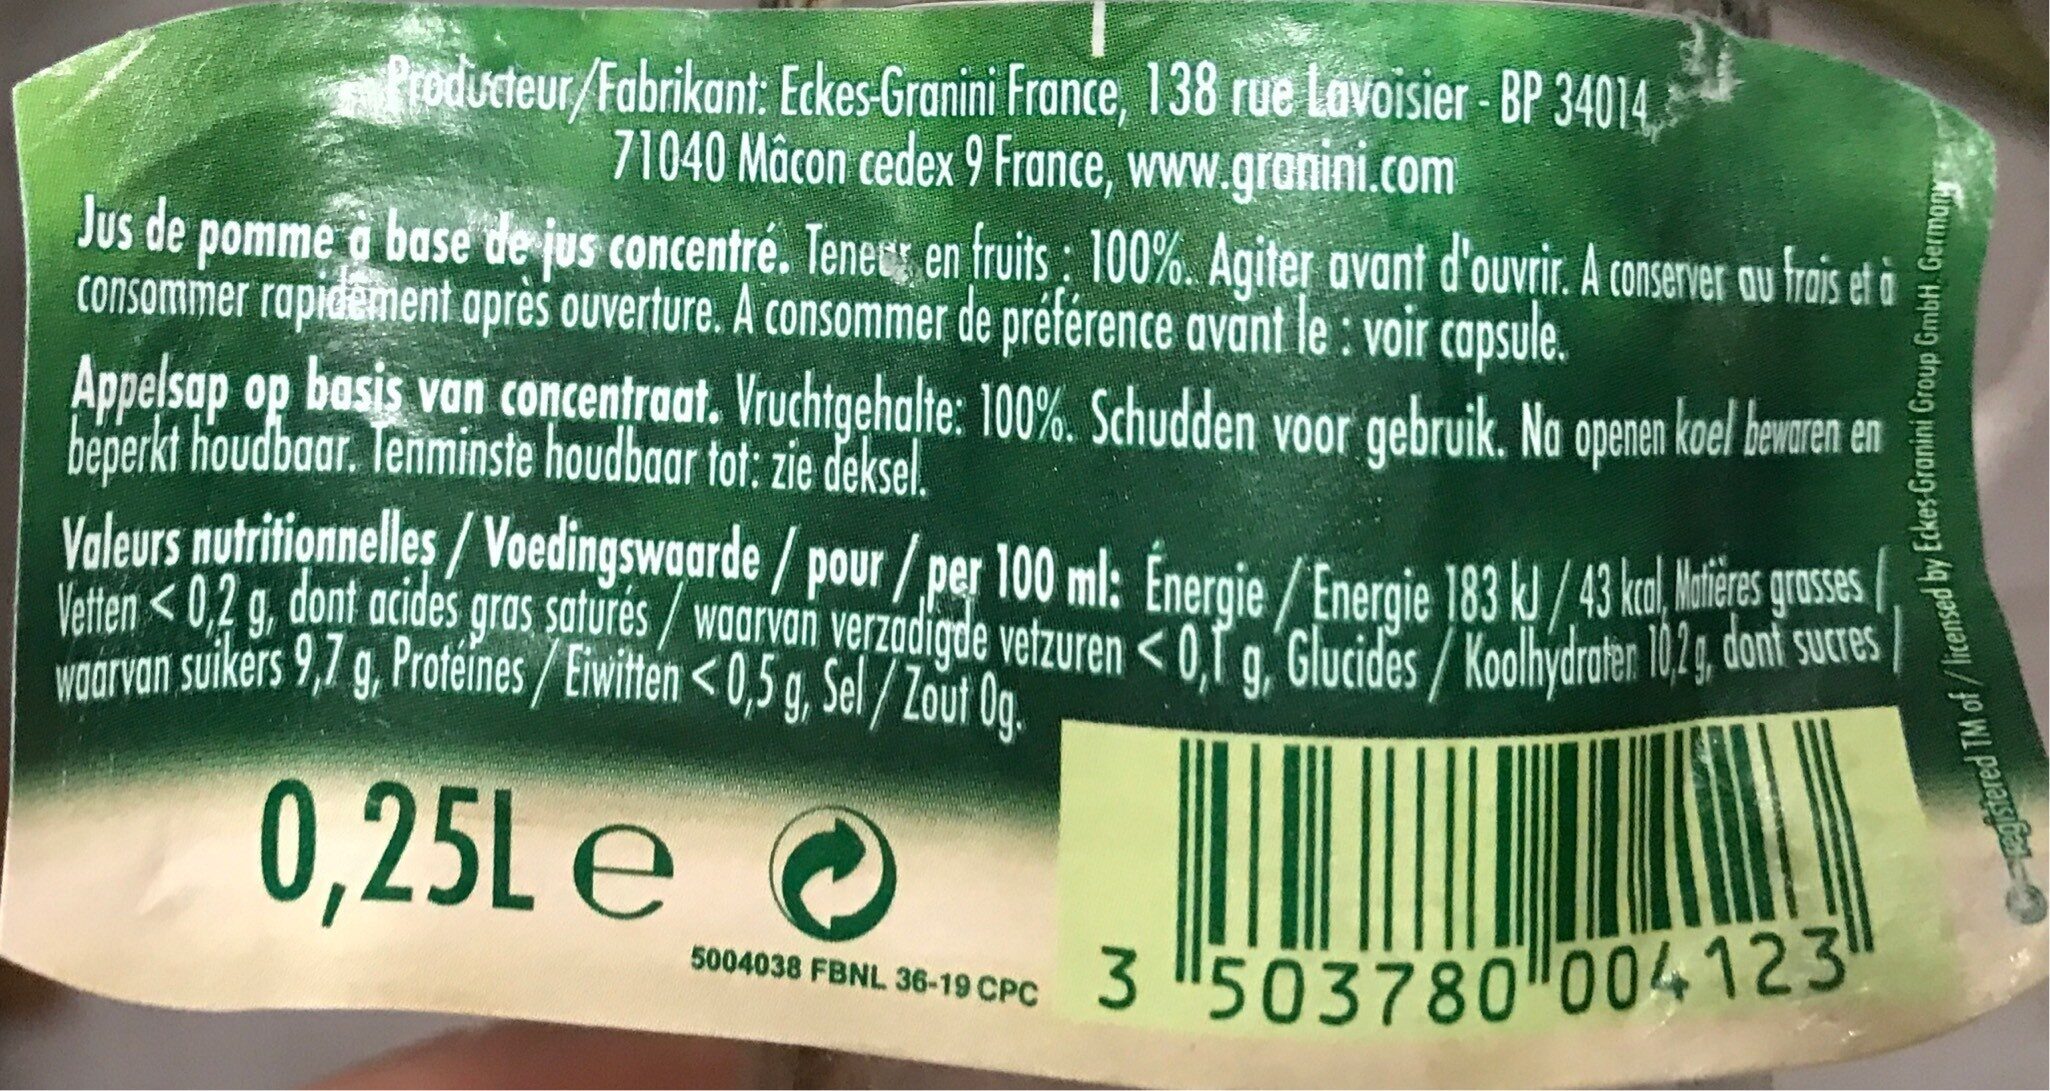 Producteur/Fabrikant: Eckes-Granini France, 138 rue Lavoisier - BP 34014,
71040 Mâcon cedex 9 France, www.granini.com
Jus de pomme à base de jus concentré. Teneur en fruits : 100%. Agiter avant d'ouvrir. A conserver au frais et à
consommer rapidement après ouverture. A consommer de préférence avant le : voir capsule.
Appelsap op basis van concentraat. Vruchtgehalte: 100%. Schudden voor gebruik. Na openen koel bewaren en
beperkt houdbaar. Tenminste houdbaar tot: zie deksel.
Valeurs nutritionnelles / Voedingswaarde / pour / per 100 ml: Énergie / Energie 183 kJ / 43 kcal, Matières grasses /
Vetten < 0,2 g, dont acides gras saturés / waarvan verzadigde vetzuren < 0,1 g, Glucides / Koolhydraten 10,2 g, dont sucres /
waarvan suikers 9,7 g, Protéines / Eiwitten < 0,5 g, Sel / Zout 0g.
0,25L e
5004038 FBNL 36-19 CPC
3 503780 004123
registered TM of / licensed by Eckes-Granini Group GmbH, Germany